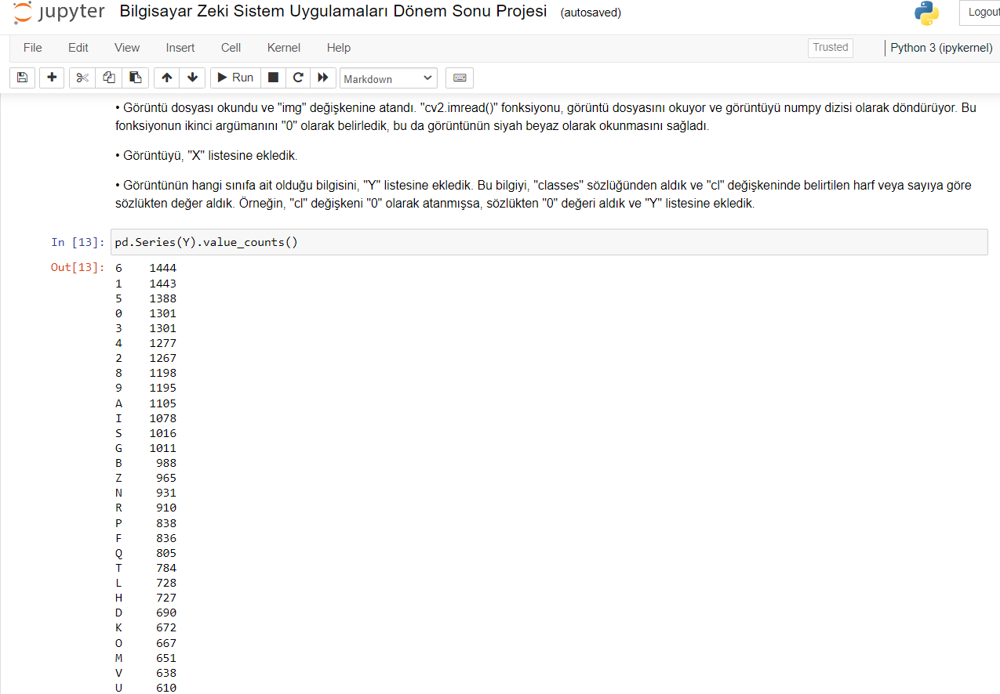 jupyter Bilgisayar Zeki Sistem Uygulamaları Dönem Sonu Projesi (autosaved)
Logout
File Edit View Insert Cell Kernel Help Trusted Python 3 (ipykernel)
Run Markdown
• Görüntü dosyası okundu ve "img" değişkenine atandı. "cv2.imread()" fonksiyonu, görüntü dosyasını okuyor ve görüntüyü numpy dizisi olarak döndürüyor. Bu
fonksiyonun ikinci argümanını "0" olarak belirledik, bu da görüntünün siyah beyaz olarak okunmasını sağladı.
• Görüntüyü, "X" listesine ekledik.
• Görüntünün hangi sınıfa ait olduğu bilgisini, "Y" listesine ekledik. Bu bilgiyi, "classes" sözlüğünden aldık ve "cl" değişkeninde belirtilen harf veya sayıya göre
sözlükten değer aldık. Örneğin, "cl" değişkeni "0" olarak atanmışsa, sözlükten "0" değeri aldık ve "Y" listesine ekledik.
In [13]: pd.Series(Y).value_counts()
Out[13]: 6 1444
1 1443
5 1388
0 1301
3 1301
4 1277
2 1267
8 1198
9 1195
A 1105
I 1078
S 1016
G 1011
B 988
Z 965
N 931
R 910
P 838
F 836
Q 805
T 784
L 728
H 727
D 690
K 672
O 667
M 651
V 638
U 610